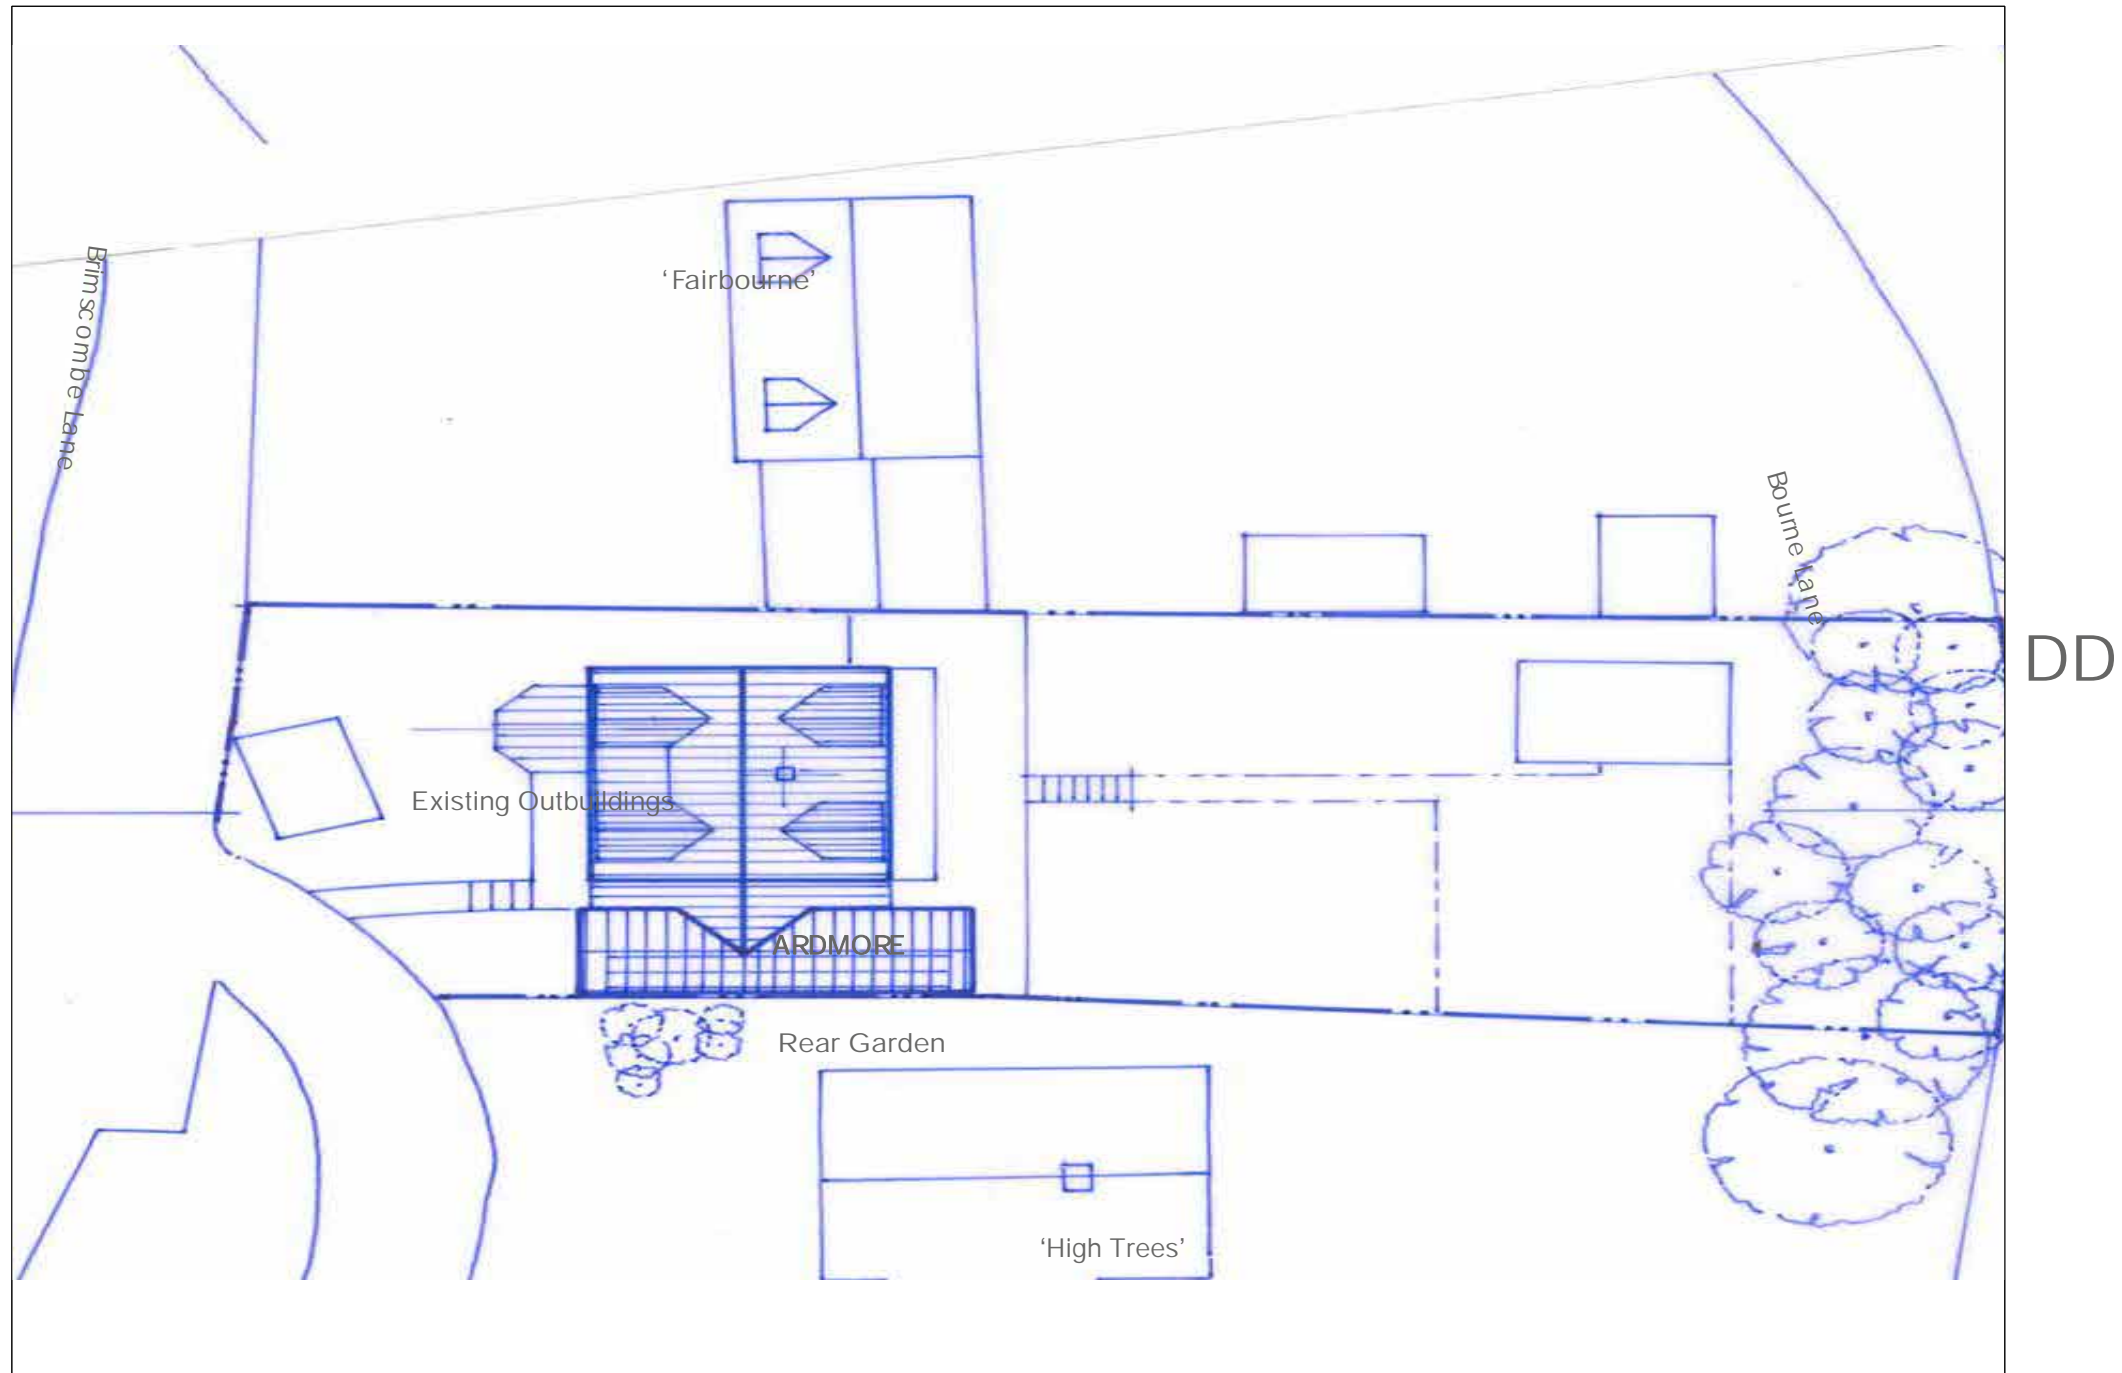 Brimscombe Lane
‘Fairbourne’
Bourne Lane
DD
Existing Outbuildings
ARDMORE
Rear Garden
‘High Trees’